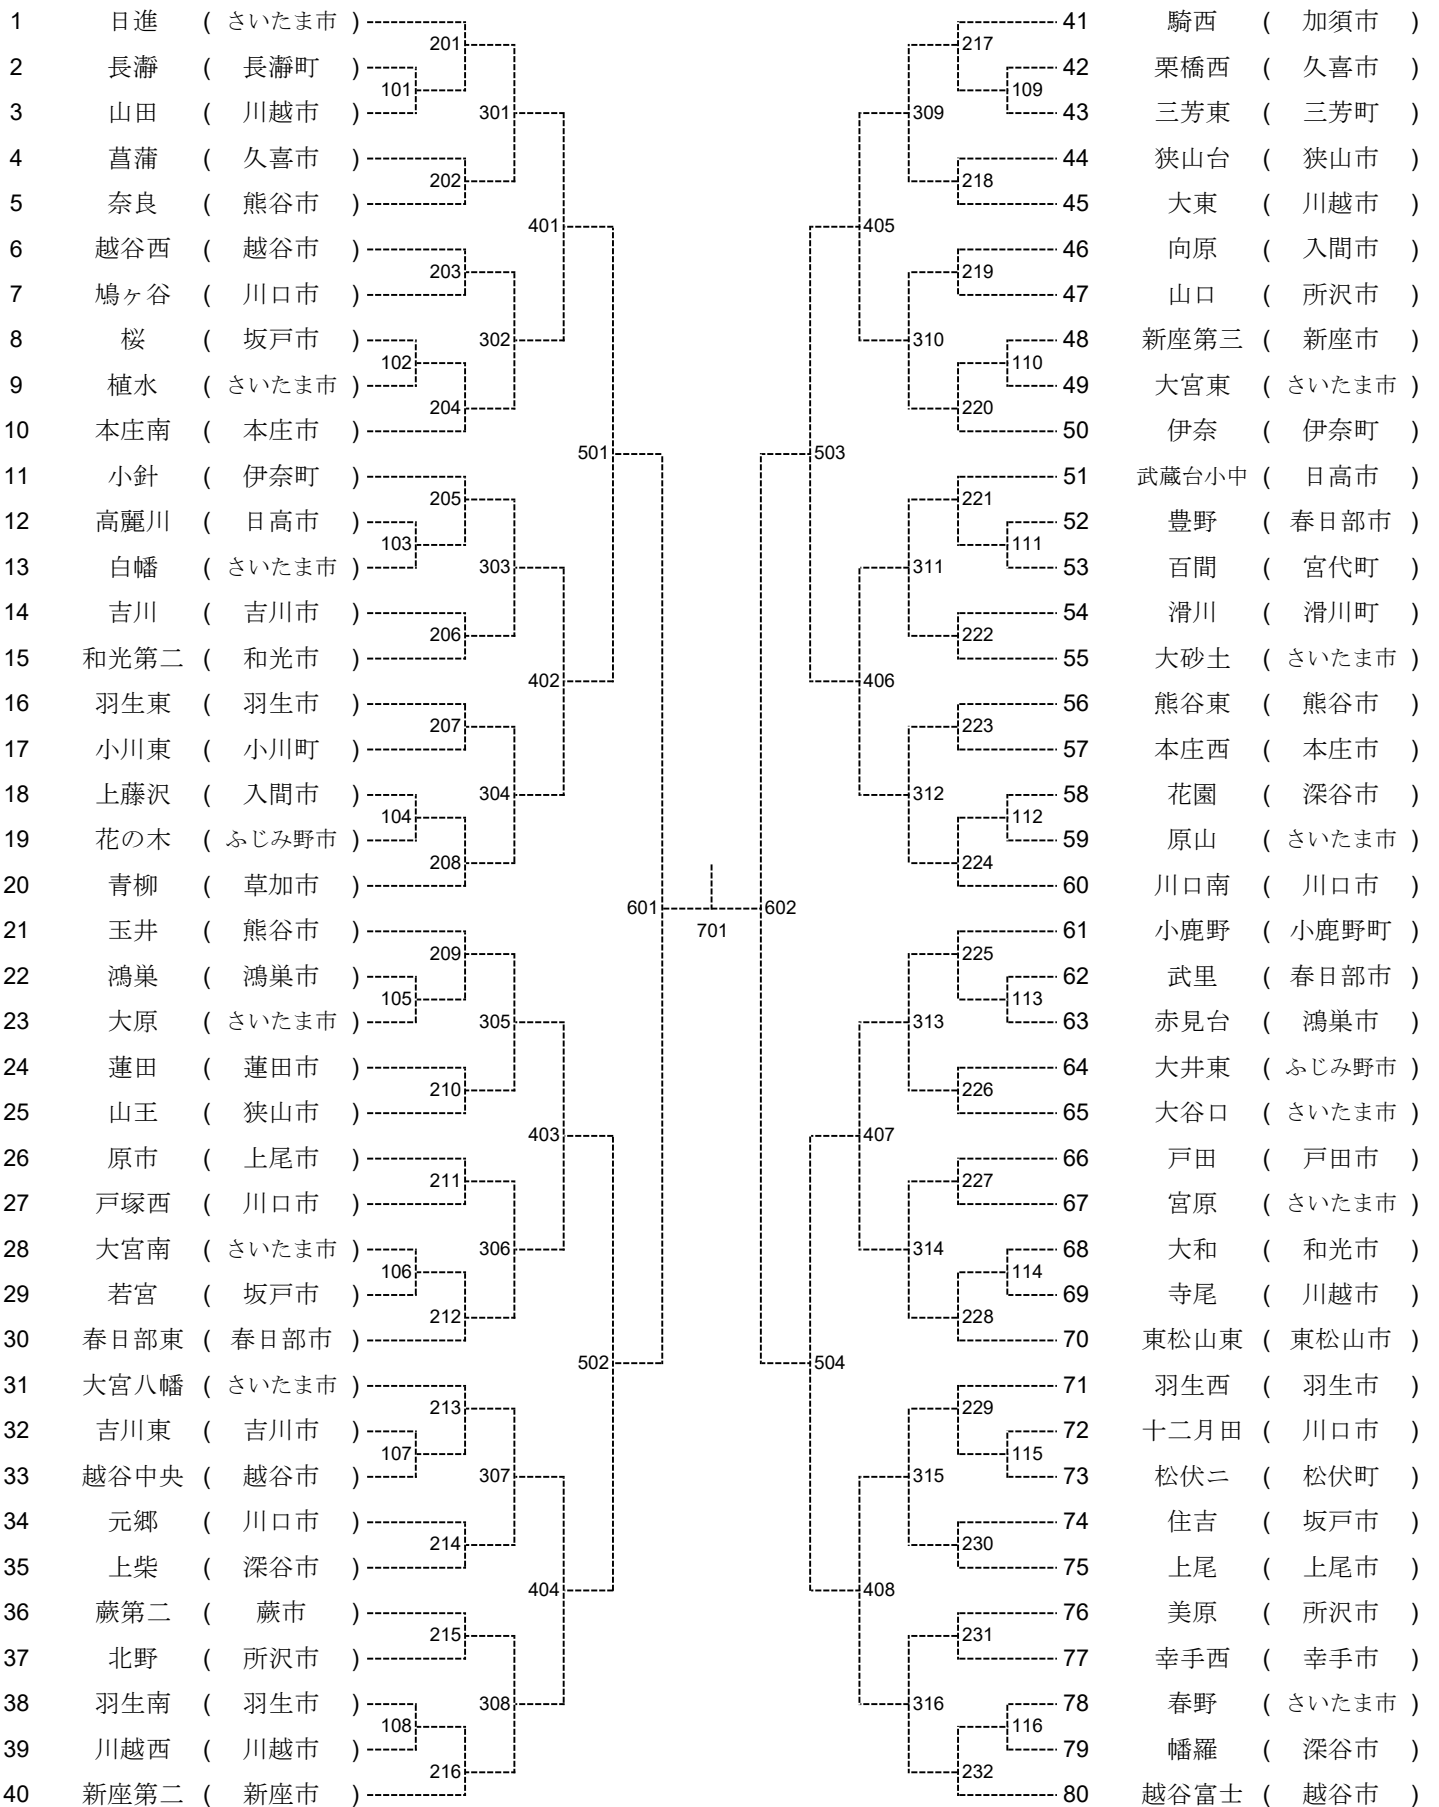 1 日進 ( さいたま市 )
201
2 長瀞 ( 長瀞町 )
101
3 山田 ( 川越市 )
301
4 菖蒲 ( 久喜市 )
202
5 奈良 ( 熊谷市 )
401
6 越谷西 ( 越谷市 )
203
7 鳩ヶ谷 ( 川口市 )
8 桜 ( 坂戸市 )
302
102
9 植水 ( さいたま市 )
204
10 本庄南 ( 本庄市 )
501
11 小針 ( 伊奈町 )
205
12 高麗川 ( 日高市 )
103
13 白幡 ( さいたま市 )
303
14 吉川 ( 吉川市 )
206
15 和光第二 ( 和光市 )
402
16 羽生東 ( 羽生市 )
207
17 小川東 ( 小川町 )
18 上藤沢 ( 入間市 )
304
104
19 花の木 ( ふじみ野市 )
208
20 青柳 ( 草加市 )
601
21 玉井 ( 熊谷市 )
209
22 鴻巣 ( 鴻巣市 )
105
23 大原 ( さいたま市 )
305
24 蓮田 ( 蓮田市 )
210
25 山王 ( 狭山市 )
403
26 原市 ( 上尾市 )
211
27 戸塚西 ( 川口市 )
28 大宮南 ( さいたま市 )
306
106
29 若宮 ( 坂戸市 )
212
30 春日部東 ( 春日部市 )
502
31 大宮八幡 ( さいたま市 )
213
32 吉川東 ( 吉川市 )
107
33 越谷中央 ( 越谷市 )
307
34 元郷 ( 川口市 )
214
35 上柴 ( 深谷市 )
404
36 蕨第二 ( 蕨市 )
215
37 北野 ( 所沢市 )
38 羽生南 ( 羽生市 )
308
108
39 川越西 ( 川越市 )
216
40 新座第二 ( 新座市 )
701
602
41 騎西 ( 加須市 )
217
42 栗橋西 ( 久喜市 )
109
43 三芳東 ( 三芳町 )
309
44 狭山台 ( 狭山市 )
218
45 大東 ( 川越市 )
405
46 向原 ( 入間市 )
219
47 山口 ( 所沢市 )
48 新座第三 ( 新座市 )
310
110
49 大宮東 ( さいたま市 )
220
50 伊奈 ( 伊奈町 )
503
51 武蔵台小中 ( 日高市 )
221
52 豊野 ( 春日部市 )
111
53 百間 ( 宮代町 )
311
54 滑川 ( 滑川町 )
222
55 大砂土 ( さいたま市 )
406
56 熊谷東 ( 熊谷市 )
223
57 本庄西 ( 本庄市 )
58 花園 ( 深谷市 )
312
112
59 原山 ( さいたま市 )
224
60 川口南 ( 川口市 )
61 小鹿野 ( 小鹿野町 )
225
62 武里 ( 春日部市 )
113
63 赤見台 ( 鴻巣市 )
313
64 大井東 ( ふじみ野市 )
226
65 大谷口 ( さいたま市 )
407
66 戸田 ( 戸田市 )
227
67 宮原 ( さいたま市 )
68 大和 ( 和光市 )
314
114
69 寺尾 ( 川越市 )
228
70 東松山東 ( 東松山市 )
504
71 羽生西 ( 羽生市 )
229
72 十二月田 ( 川口市 )
115
73 松伏ニ ( 松伏町 )
315
74 住吉 ( 坂戸市 )
230
75 上尾 ( 上尾市 )
408
76 美原 ( 所沢市 )
231
77 幸手西 ( 幸手市 )
78 春野 ( さいたま市 )
316
116
79 幡羅 ( 深谷市 )
232
80 越谷富士 ( 越谷市 )